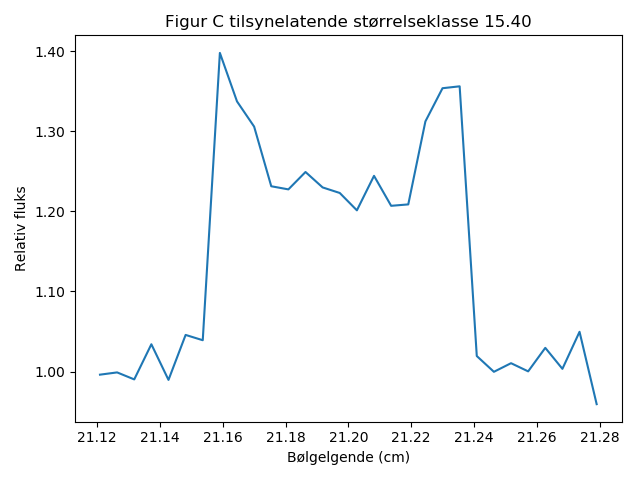 Figur C tilsynelatende størrelseklasse 15.40
1.40
1.30
1.20
1.10
1.00
Relativ fluks
21.12 21.14 21.16 21.18 21.20 21.22 21.24 21.26 21.28
Bølgelgende (cm)